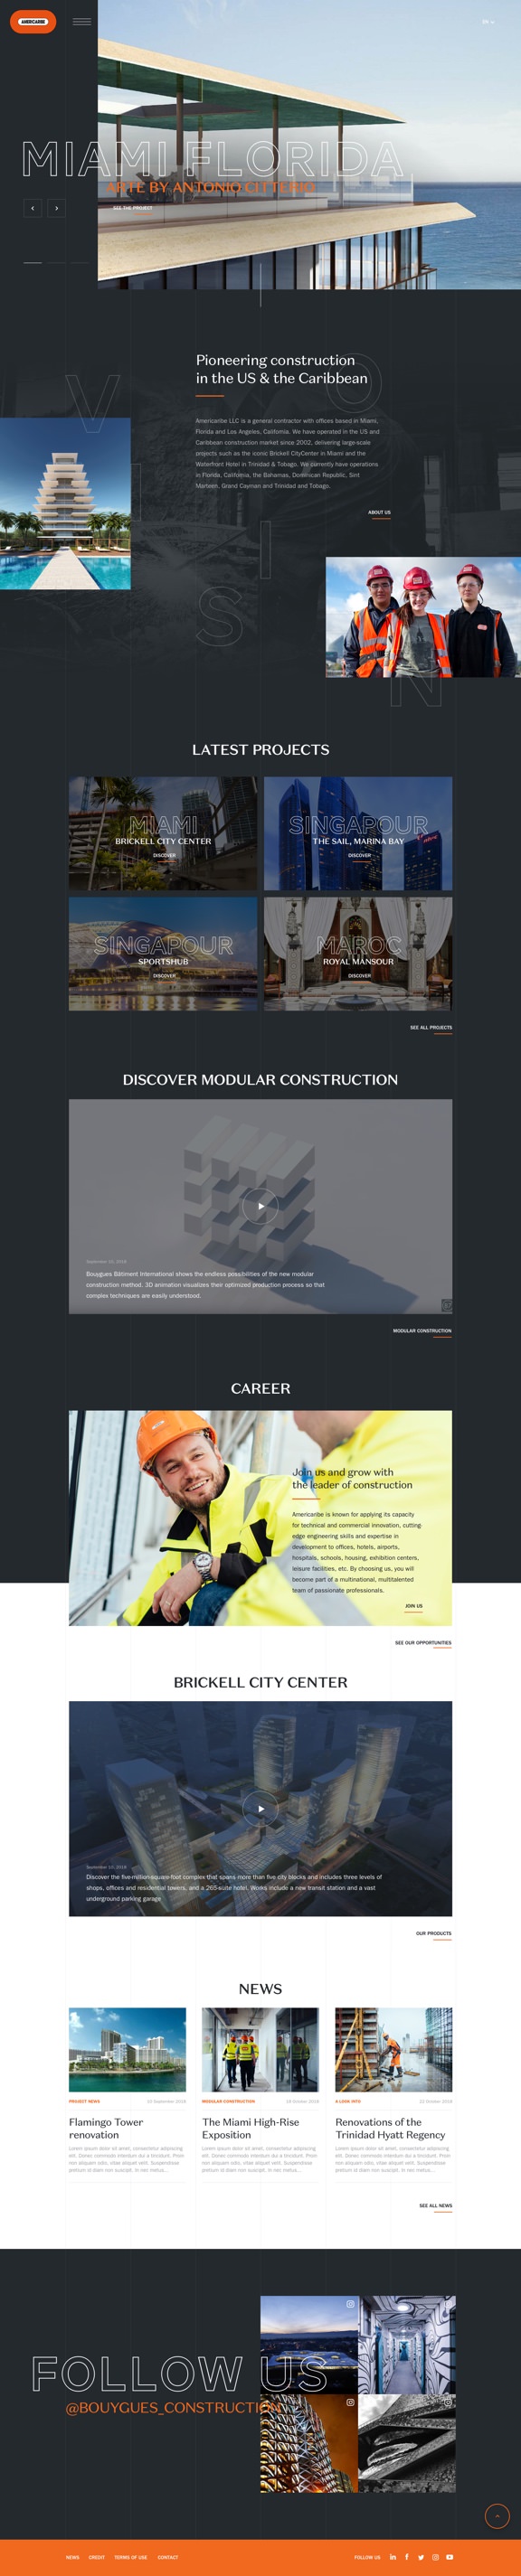 AMERICARIBE
EN
MIAMI FLORIDA
ARTE BY ANTONIO CITTERIO
SEE THE PROJECT
Pioneering construction
in the US & the Caribbean
Americaribe LLC is a general contractor with offices based in Miami,
Florida and Los Angeles, California. We have operated in the US and
Caribbean construction market since 2002, delivering large-scale
projects such as the iconic Brickell CityCenter in Miami and the
Waterfront Hotel in Trinidad & Tobago. We currently have operations
in Florida, California, the Bahamas, Dominican Republic, Sint
Marteen, Grand Cayman and Trinidad and Tobago.
ABOUT US
V
I
S
I
O
N
LATEST PROJECTS
MIAMI
BRICKELL CITY CENTER
DISCOVER
SINGAPOUR
THE SAIL, MARINA BAY
DISCOVER
SINGAPOUR
SPORTSHUB
DISCOVER
MAROC
ROYAL MANSOUR
DISCOVER
SEE ALL PROJECTS
DISCOVER MODULAR CONSTRUCTION
September 20, 2018
Bouygues Bâtiment International shows the endless possibilities of the new modular
construction method. 3D animation visualizes their optimized production process so that
complex techniques are easily understood.
MODULAR CONSTRUCTION
CAREER
Join us and grow with
the leader of construction
Americaribe is known for applying its capacity
for technical and commercial innovation, cutting-
edge engineering skills and expertise in
development to offices, hotels, airports,
hospitals, schools, housing, exhibition centers,
leisure facilities, etc. By choosing us, you will
become part of a multinational, multitalented
team of passionate professionals.
JOIN US
SEE OUR OPPORTUNITIES
BRICKELL CITY CENTER
September 10, 2018
Discover the five-million-square-foot complex that spans more than five city blocks and includes three levels of
shops, offices and residential towers, and a 265-suite hotel. Works include a new transit station and a vast
underground parking garage
OUR PRODUCTS
NEWS
PROJECT NEWS
September 2018
Flamingo Tower
renovation
Lorem ipsum dolor sit amet, consectetur adipiscing
elit. Donec commodo interdum dui a tincidunt. Proin
non aliquam odio, vitae aliquet velit. Suspendisse
pretium id diam non suscipit. In nec metus...
MODULAR CONSTRUCTION
October 2018
The Miami High-Rise
Exposition
Lorem ipsum dolor sit amet, consectetur adipiscing
elit. Donec commodo interdum dui a tincidunt. Proin
non aliquam odio, vitae aliquet velit. Suspendisse
pretium id diam non suscipit. In nec metus...
A LOOK INTO
October 2018
Renovations of the
Trinidad Hyatt Regency
Lorem ipsum dolor sit amet, consectetur adipiscing
elit. Donec commodo interdum dui a tincidunt. Proin
non aliquam odio, vitae aliquet velit. Suspendisse
pretium id diam non suscipit. In nec metus...
SEE ALL NEWS
FOLLOW US
@BOUYGUES_CONSTRUCTION
NEWS CREDIT TERMS OF USE CONTACT
FOLLOW US